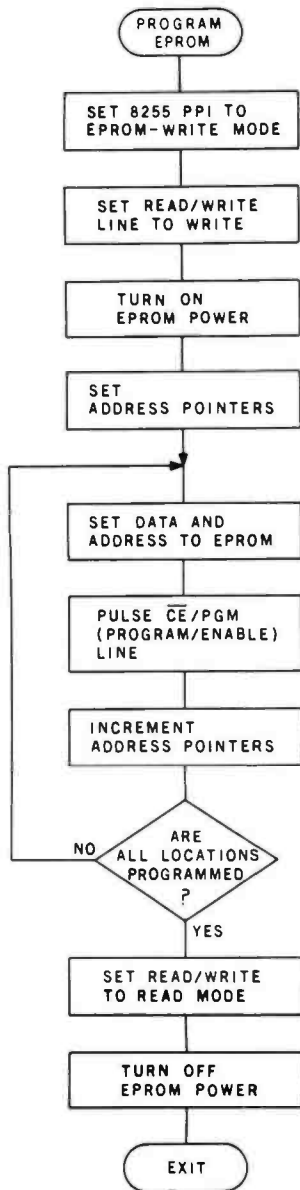 PROGRAM
EPROM
SET 8255 PPI TO
EPROM-WRITE MODE
SET READ/WRITE
LINE TO WRITE
TURN ON
EPROM POWER
SET
ADDRESS POINTERS
SET DATA AND
ADDRESS TO EPROM
PULSE C̅E̅/PGM
(PROGRAM/ENABLE)
LINE
INCREMENT
ADDRESS POINTERS
ARE
ALL LOCATIONS
PROGRAMMED
?
NO
YES
SET READ/WRITE
TO READ MODE
TURN OFF
EPROM POWER
EXIT